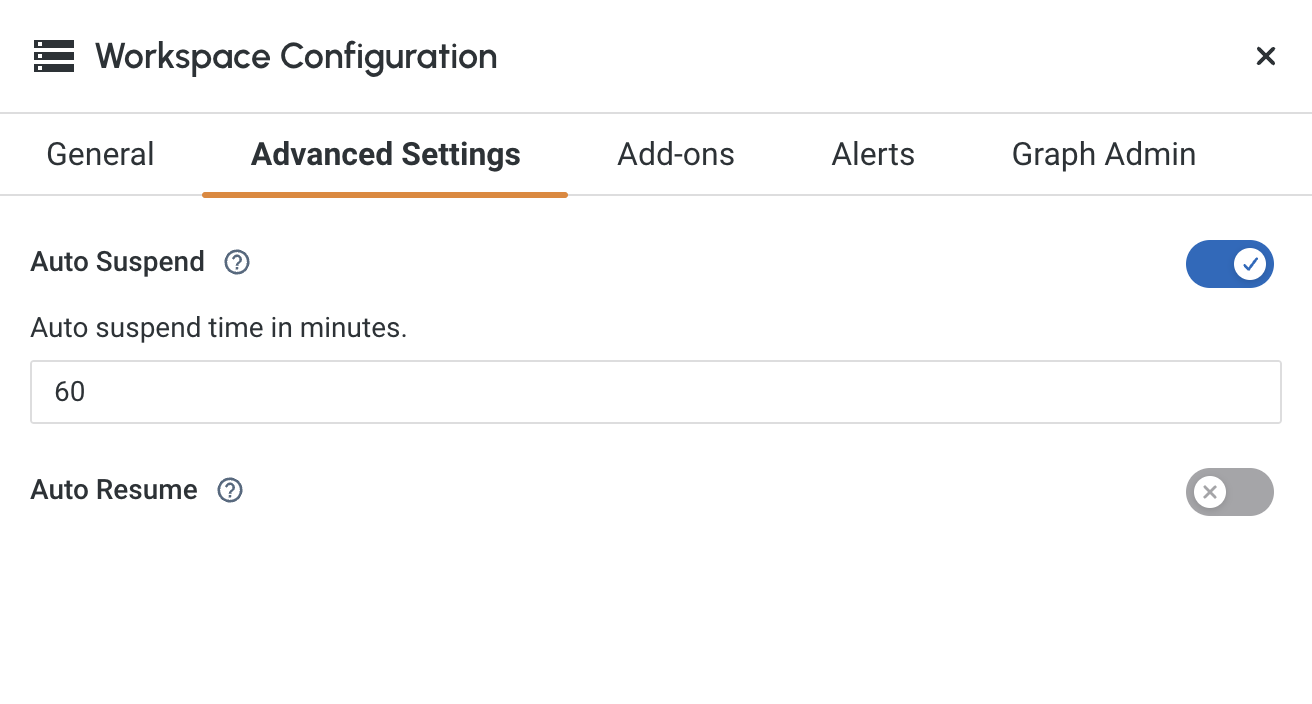 Workspace Configuration
General Advanced Settings Add-ons Alerts Graph Admin
Auto Suspend
Auto suspend time in minutes.
60
Auto Resume